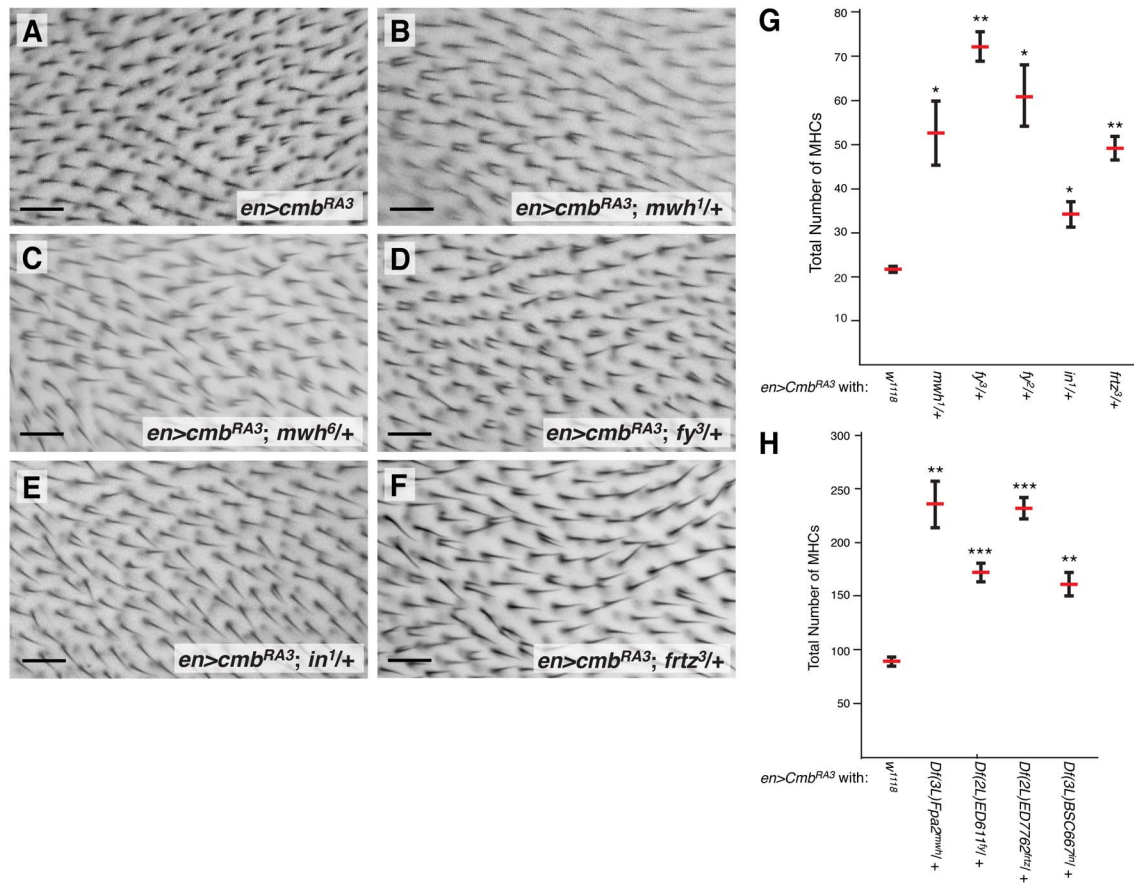 A
en>cmbRA3
B
en>cmbRA3; mwh1/+
C
en>cmbRA3; mwh6/+
D
en>cmbRA3; fy3/+
E
en>cmbRA3; in1/+
F
en>cmbRA3; frtz3/+
G
Total Number of MHCs
80
70
60
50
40
30
20
10
*
**
*
*
**
en>CmbRA3 with:
w1118
mwh1/+
fy3/+
fy2/+
in1/+
frtz3/+
H
Total Number of MHCs
300
250
200
150
100
50
**
***
***
**
en>CmbRA3 with:
w1118
Df(3L)Fpa2mwh/ +
Df(2L)ED611fy/ +
Df(2L)ED7762frtz/ +
Df(3L)BSC667in/ +